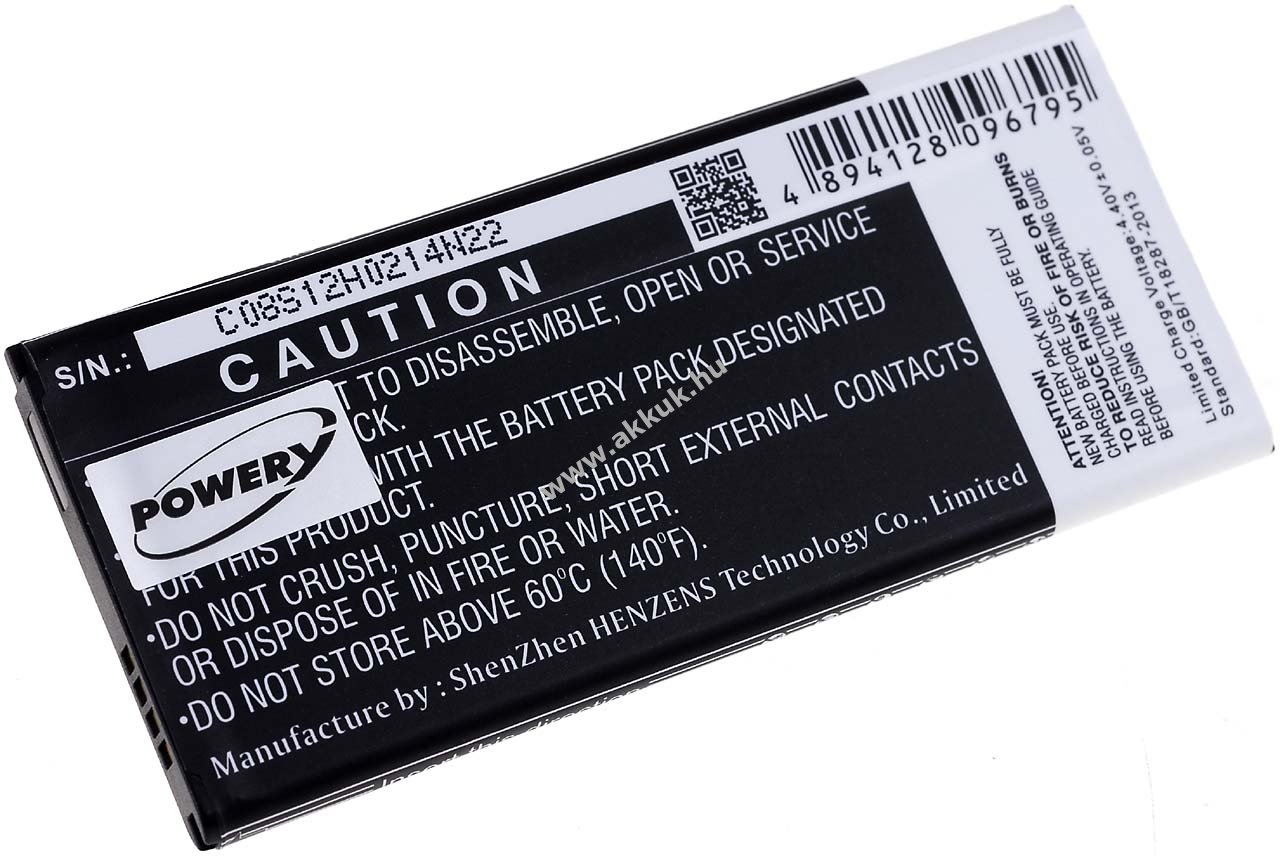 S/N.: C08S12H0214N22
4 894128 096795
CAUTION
TO DISASSEMBLE, OPEN OR SERVICE
WITH THE BATTERY PACK DESIGNATED
FOR THIS PRODUCT.
•DO NOT CRUSH, PUNCTURE, SHORT EXTERNAL CONTACTS
OR DISPOSE OF IN FIRE OR WATER.
•DO NOT STORE ABOVE 60°C (140°F).
Manufacture by : ShenZhen HENZENS Technology Co., Limited
Insert this direction
POWERY
www.akkuk.hu
ATTENTION!
NEW BATTERY PACK MUST BE FULLY
CHARGED BEFORE USE.
TO REDUCE RISK OF FIRE OR BURNS
READ INSTRUCTIONS IN OPERATING GUIDE
BEFORE USING THE BATTERY.
Limited Charge Voltage:4.40V±0.05V
Standard:GB/T18287-2013